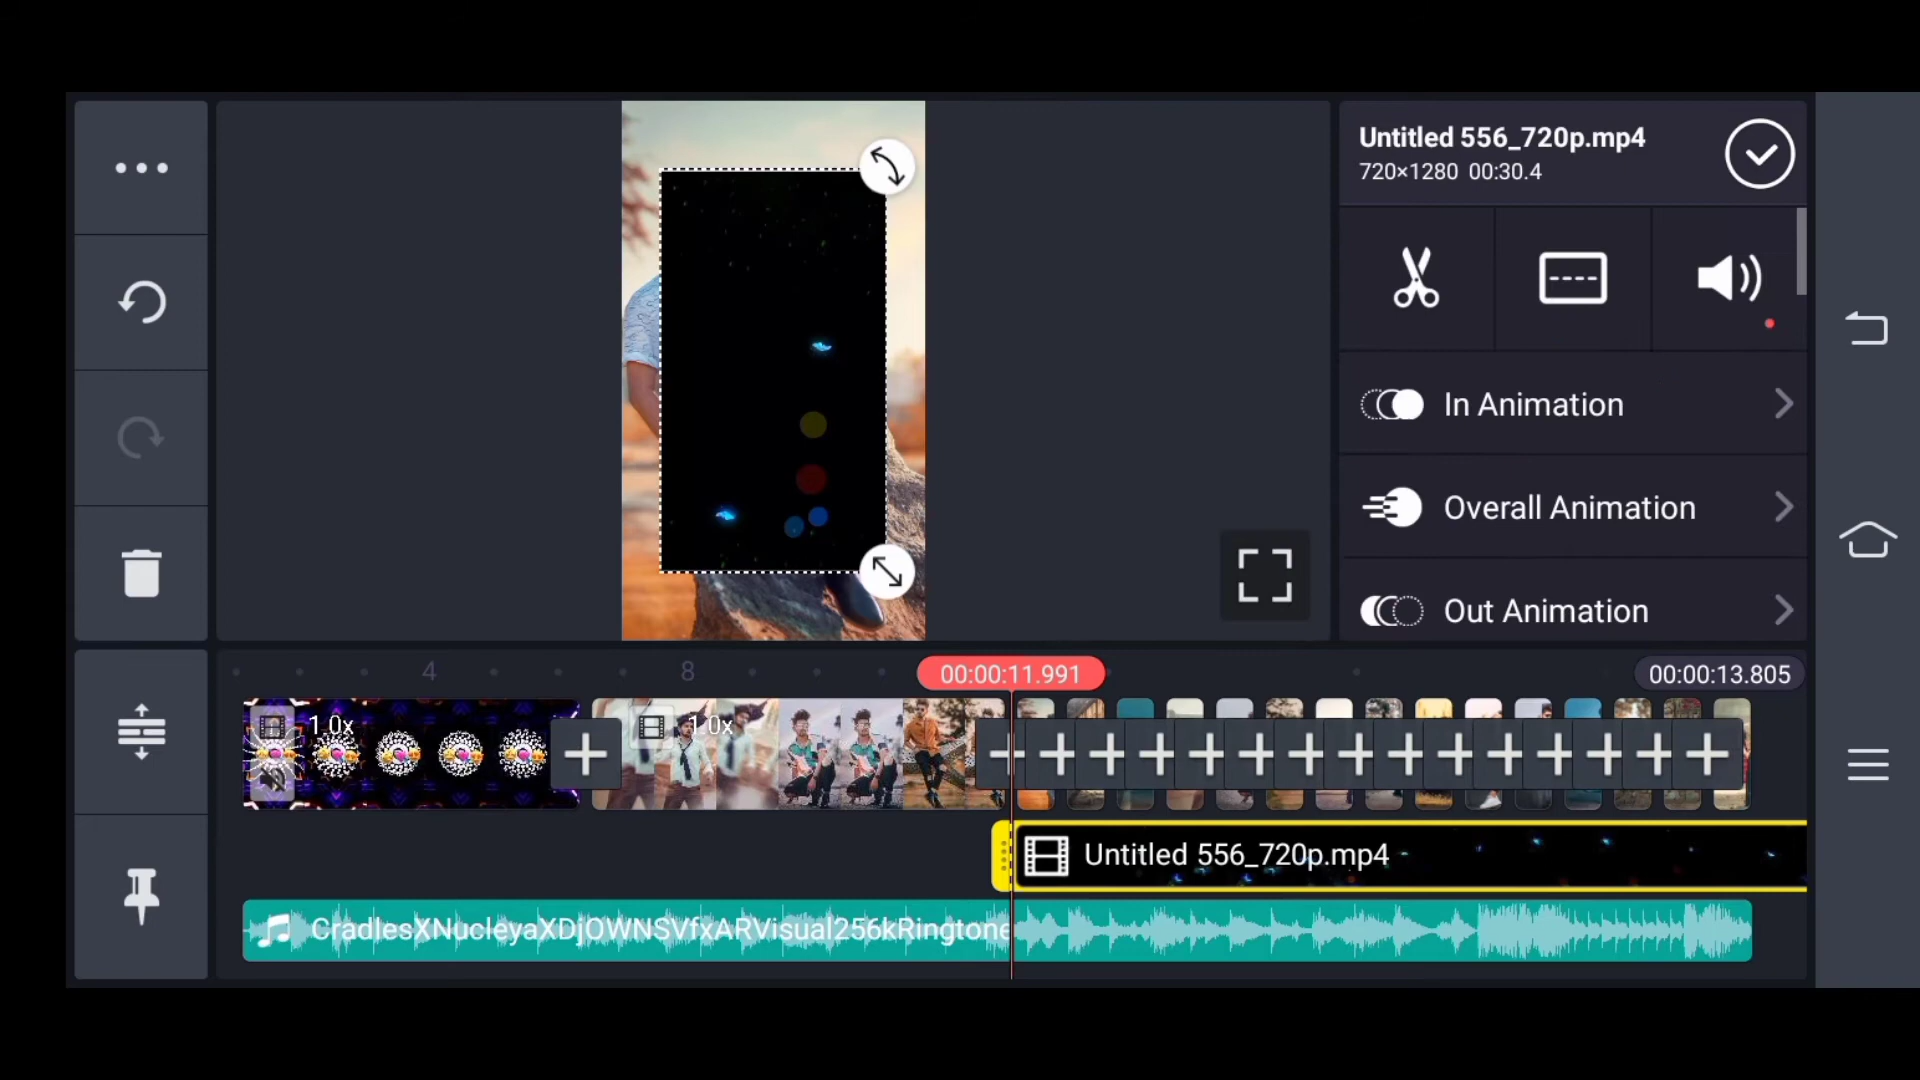 Untitled 556_720p.mp4
720×1280 00:30.4
In Animation
Overall Animation
Out Animation
4
8
00:00:11.991
00:00:13.805
1.0x
1.0x
Untitled 556_720p.mp4
CradlesXNucleyaXDjOWNSVfxARVisual256kRingtone